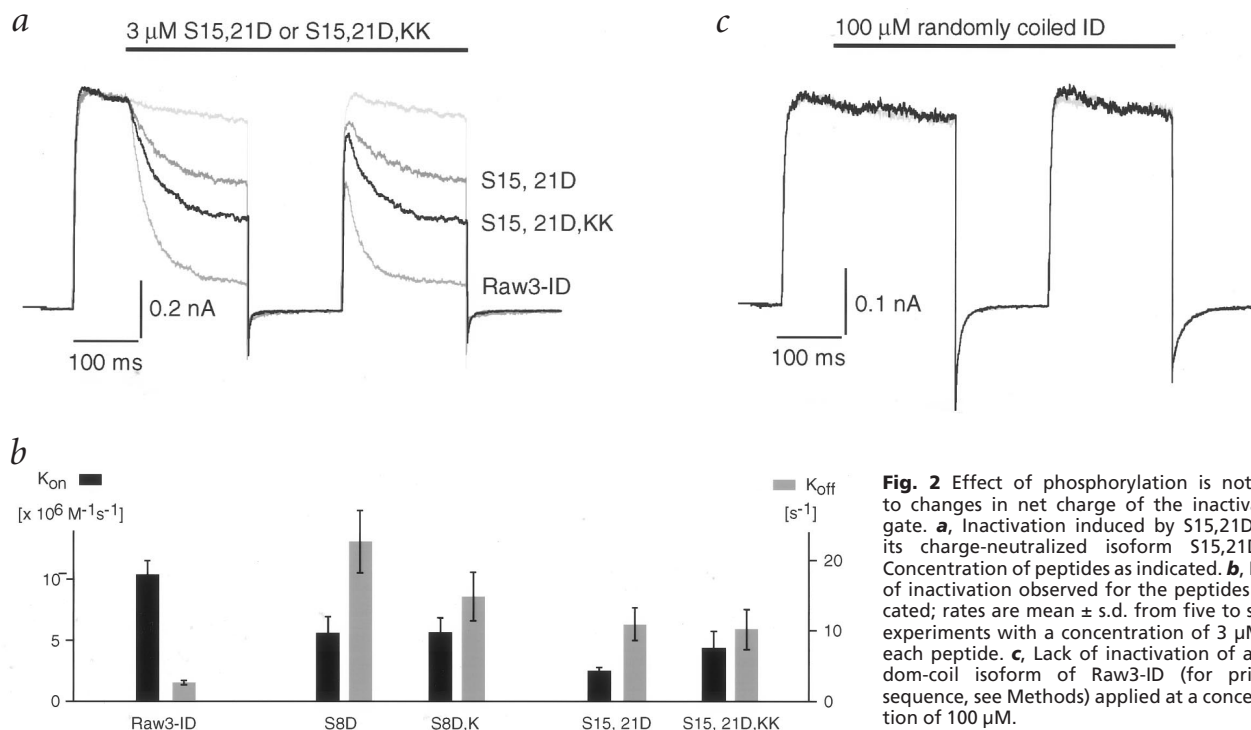 a
3 µM S15,21D or S15,21D,KK
S15, 21D
S15, 21D,KK
Raw3-ID
0.2 nA
100 ms
c
100 µM randomly coiled ID
0.1 nA
100 ms
b
Kon
[x 10⁶ M⁻¹s⁻¹]
10
5
0
Koff
[s⁻¹]
20
10
0
Raw3-ID
S8D
S8D,K
S15, 21D
S15, 21D,KK
Fig. 2 Effect of phosphorylation is not
to changes in net charge of the inactiva
gate. a, Inactivation induced by S15,21D
its charge-neutralized isoform S15,21D
Concentration of peptides as indicated. b,
of inactivation observed for the peptides
cated; rates are mean ± s.d. from five to s
experiments with a concentration of 3 µM
each peptide. c, Lack of inactivation of a
dom-coil isoform of Raw3-ID (for pri
sequence, see Methods) applied at a conce
tion of 100 µM.